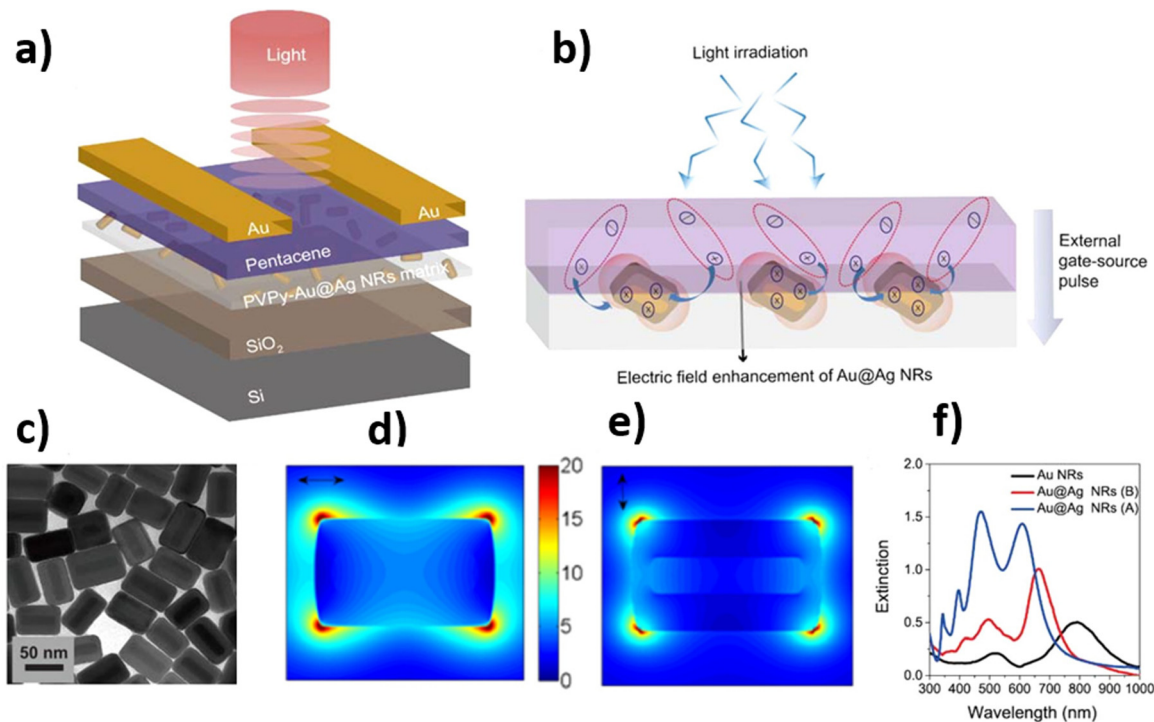 a)
Light
Au
Au
Pentacene
PVPy-Au@Ag NRs matrix
SiO2
Si
b)
Light irradiation
External
gate-source
pulse
Electric field enhancement of Au@Ag NRs
c)
50 nm
d)
20
15
10
5
0
e)
f)
2.0
1.5
1.0
0.5
0.0
Extinction
Au NRs
Au@Ag NRs (B)
Au@Ag NRs (A)
300 400 500 600 700 800 900 1000
Wavelength (nm)